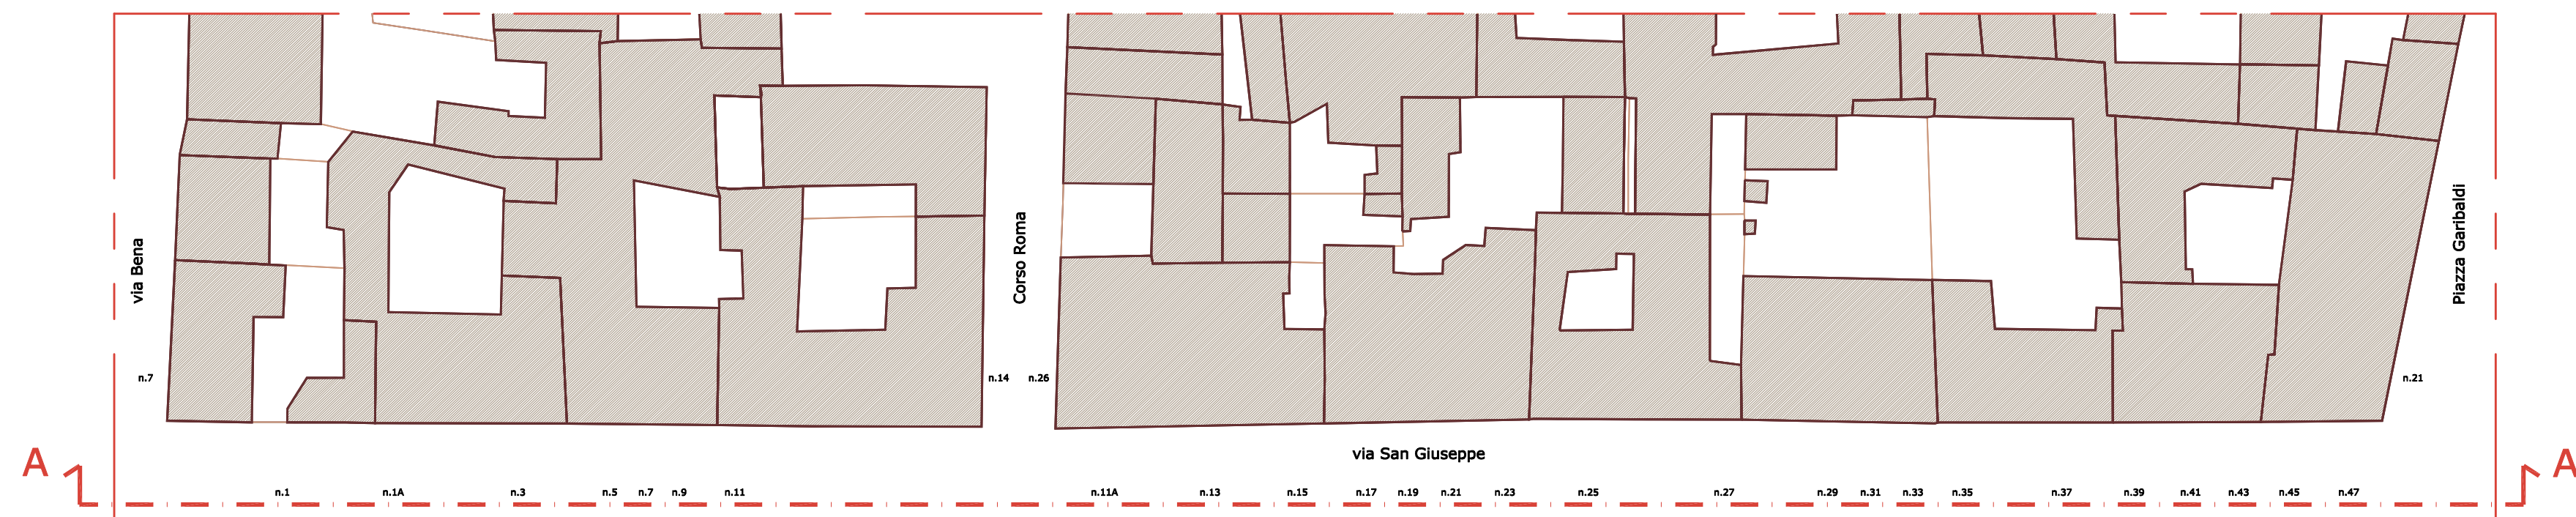 via Bena
Corso Roma
Piazza Garibaldi
n.7
n.14
n.26
n.21
via San Giuseppe
A
A
n.1
n.1A
n.3
n.5
n.7
n.9
n.11
n.11A
n.13
n.15
n.17
n.19
n.21
n.23
n.25
n.27
n.29
n.31
n.33
n.35
n.37
n.39
n.41
n.43
n.45
n.47